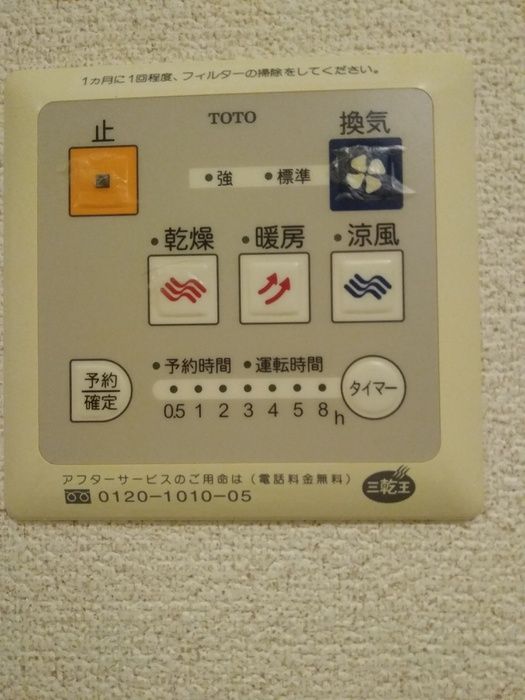 1ヵ月に1回程度、フィルターの掃除をしてください。
TOTO
止
換気
•強 •標準
•乾燥 •暖房 •涼風
•予約時間 •運転時間
予約
確定
タイマー
0.5 1 2 3 4 5 8 h
アフターサービスのご用命は（電話料金無料）
0120-1010-05
三乾王